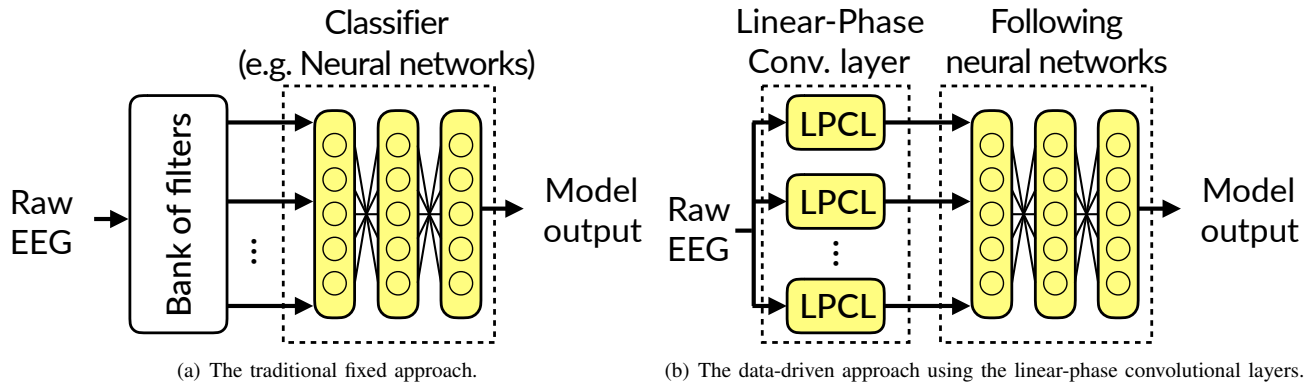 Classifier
(e.g. Neural networks)
Raw
EEG
Bank of filters
⋮
Model
output
(a) The traditional fixed approach.
Linear-Phase
Conv. layer
Following
neural networks
Raw
EEG
LPCL
LPCL
⋮
LPCL
Model
output
(b) The data-driven approach using the linear-phase convolutional layers.